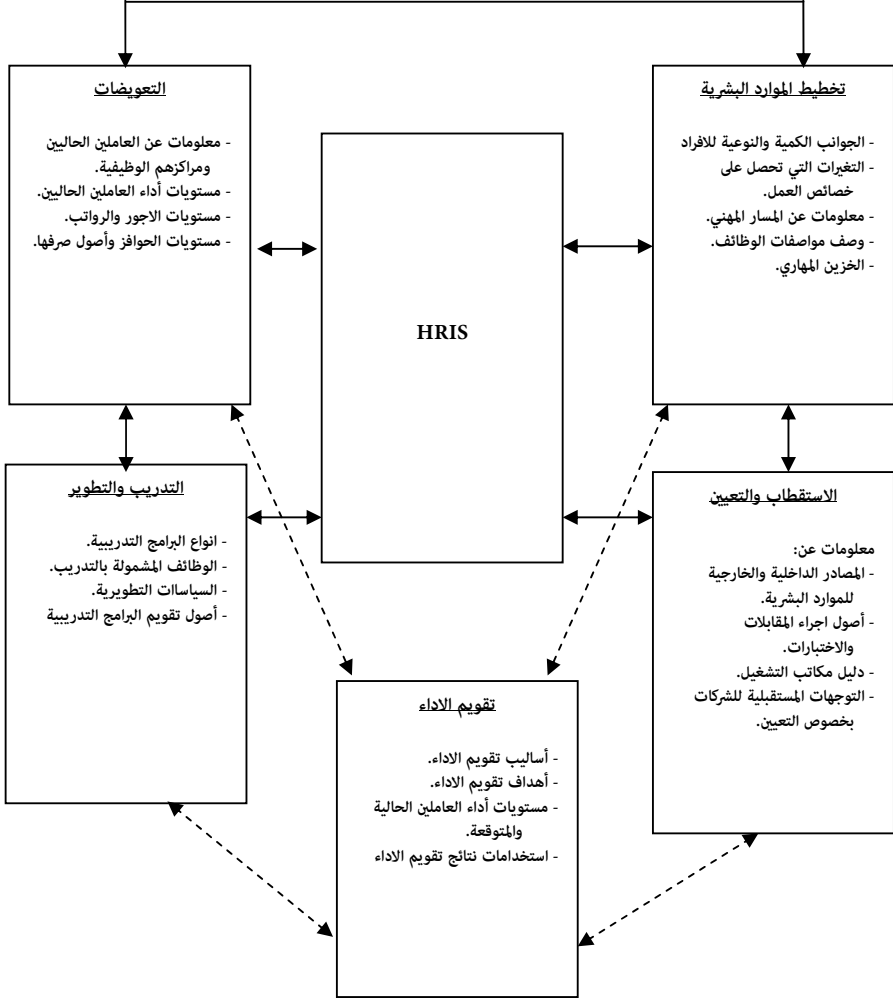 تخطيط الموارد البشرية
- الجوانب الكمية والنوعية للافراد
- التغيرات التي تحصل على
خصائص العمل.
- معلومات عن المسار المهني.
- وصف مواصفات الوظائف.
- الخزين المهاري.
HRIS
التعويضات
- معلومات عن العاملين الحاليين
ومراكزهم الوظيفية.
- مستويات أداء العاملين الحاليين.
- مستويات الاجور والرواتب.
- مستويات الحوافز وأصول صرفها.
الاستقطاب والتعيين
معلومات عن:
- المصادر الداخلية والخارجية
للموارد البشرية.
- أصول اجراء المقابلات
والاختبارات.
- دليل مكاتب التشغيل.
- التوجهات المستقبلية للشركات
بخصوص التعيين.
التدريب والتطوير
- انواع البرامج التدريبية.
- الوظائف المشمولة بالتدريب.
- السياسات التطويرية.
- أصول تقويم البرامج التدريبية
تقويم الاداء
- أساليب تقويم الاداء.
- أهداف تقويم الاداء.
- مستويات أداء العاملين الحالية
والمتوقعة.
- استخدامات نتائج تقويم الاداء